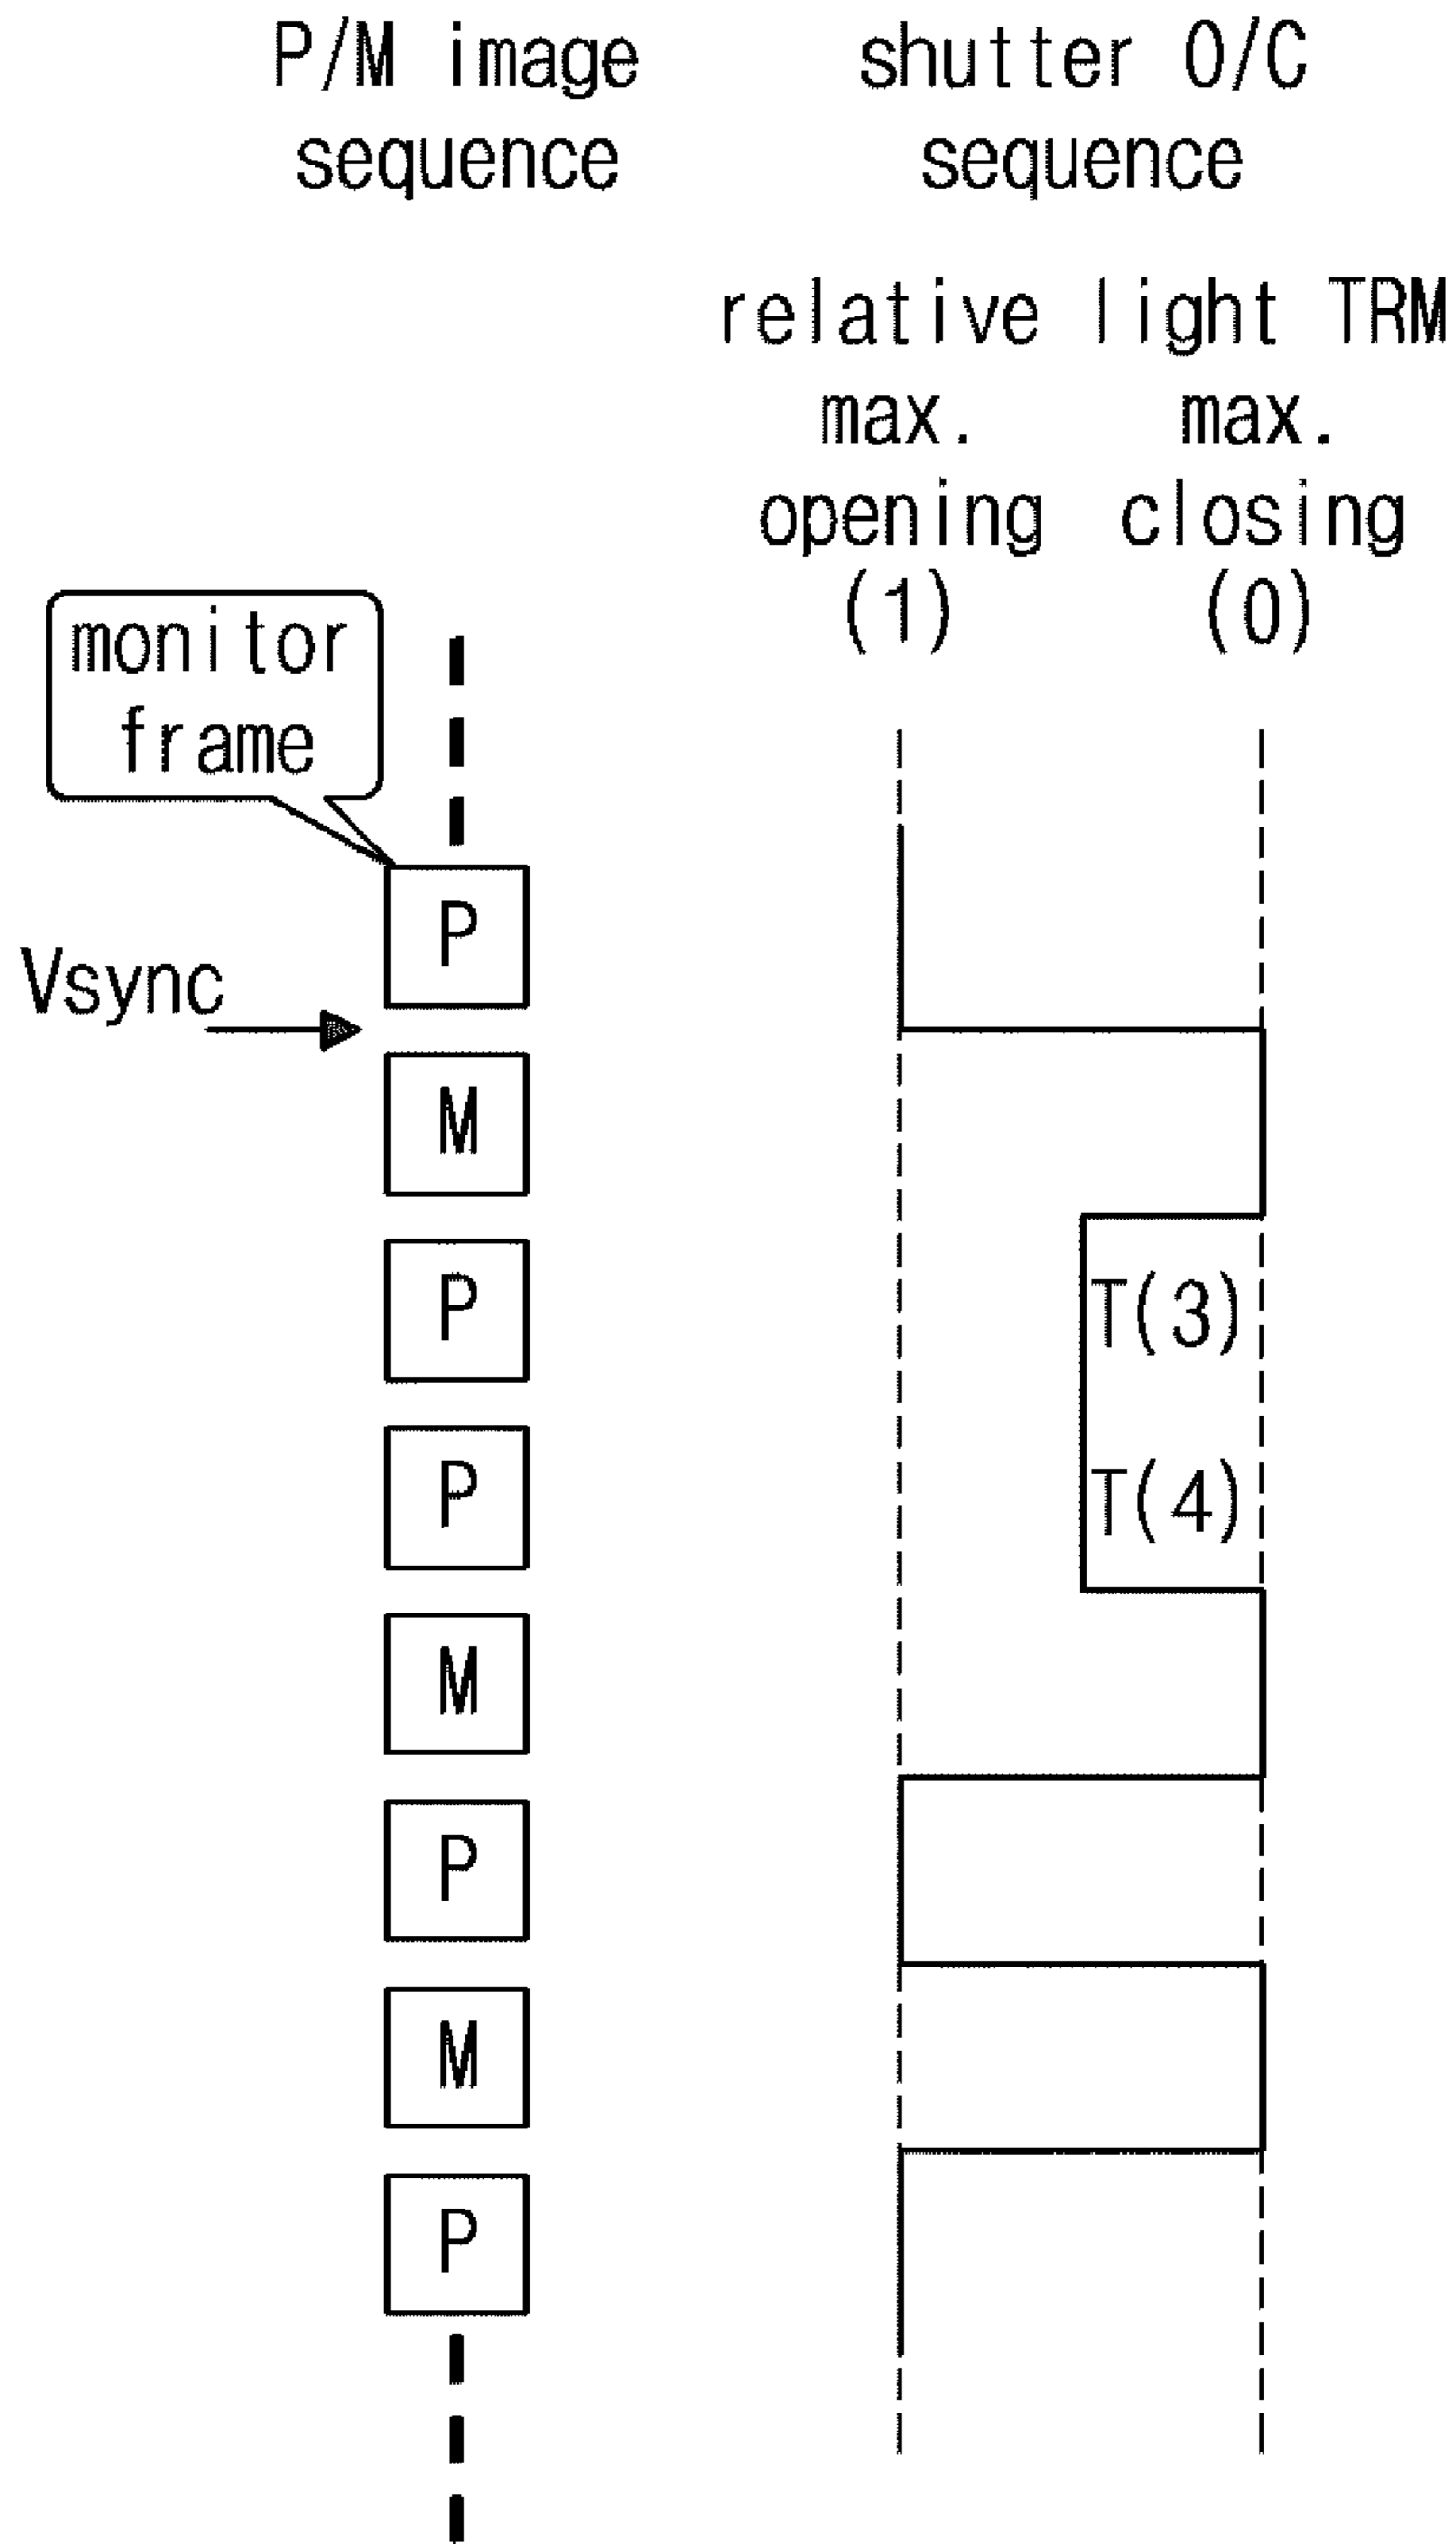 P/M image
sequence
shutter O/C
sequence
relative light TRM
max.
opening
(1)
max.
closing
(0)
monitor
frame
P
Vsync
M
P
T(3)
P
T(4)
M
P
M
P